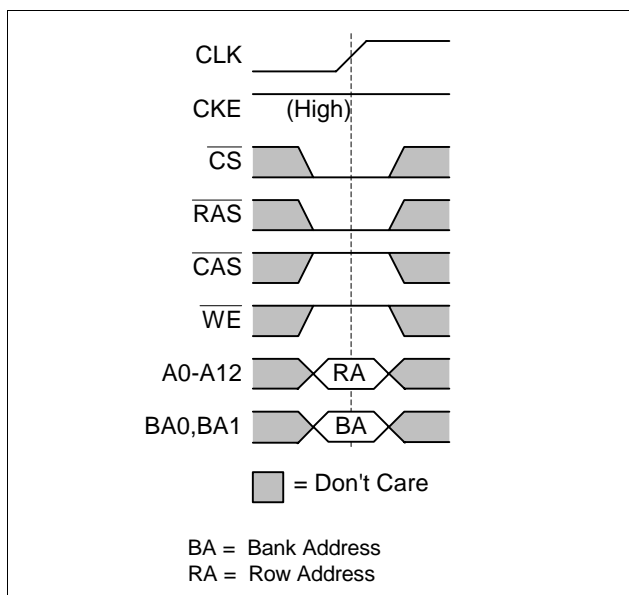 CLK
CKE (High)
CS
RAS
CAS
WE
A0-A12 RA
BA0,BA1 BA
= Don't Care
BA = Bank Address
RA = Row Address